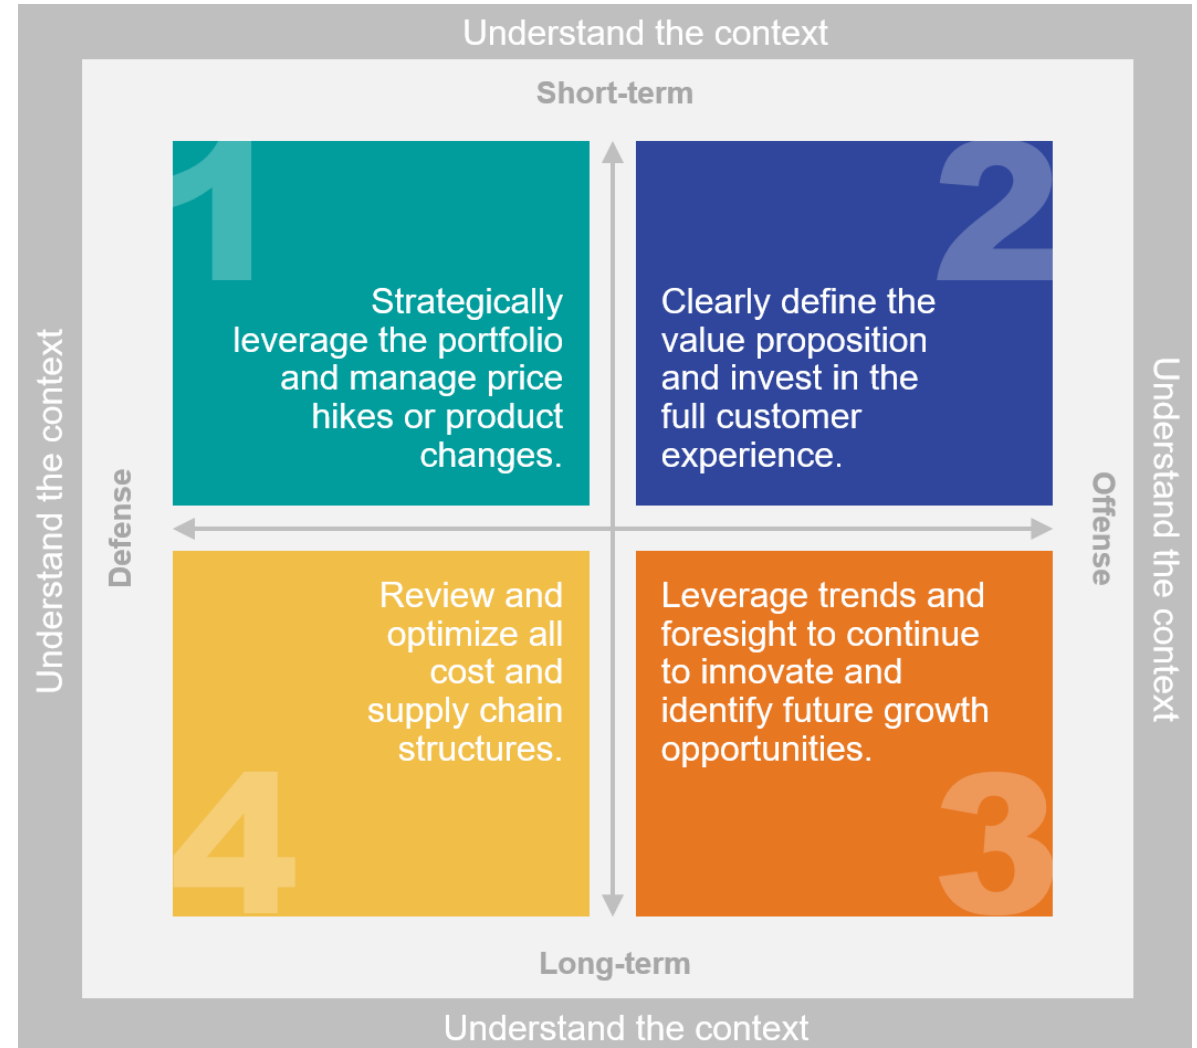 Understand the context
Short-term
1
Strategically
leverage the portfolio
and manage price
hikes or product
changes.
2
Clearly define the
value proposition
and invest in the
full customer
experience.
Understand the context
Defense
Offense
Understand the context
Review and
optimize all
cost and
supply chain
structures.
4
Leverage trends and
foresight to continue
to innovate and
identify future growth
opportunities.
3
Long-term
Understand the context